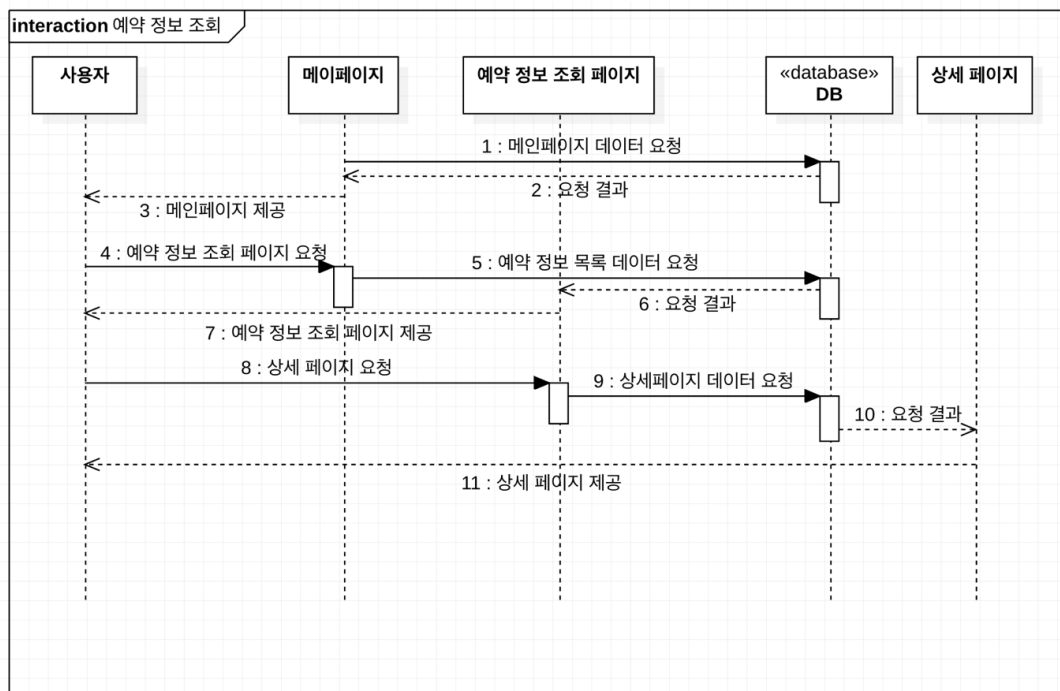 interaction 예약 정보 조회
사용자
메이페이지
예약 정보 조회 페이지
«database»
DB
상세 페이지
1 : 메인페이지 데이터 요청
2 : 요청 결과
3 : 메인페이지 제공
4 : 예약 정보 조회 페이지 요청
5 : 예약 정보 목록 데이터 요청
6 : 요청 결과
7 : 예약 정보 조회 페이지 제공
8 : 상세 페이지 요청
9 : 상세페이지 데이터 요청
10 : 요청 결과
11 : 상세 페이지 제공